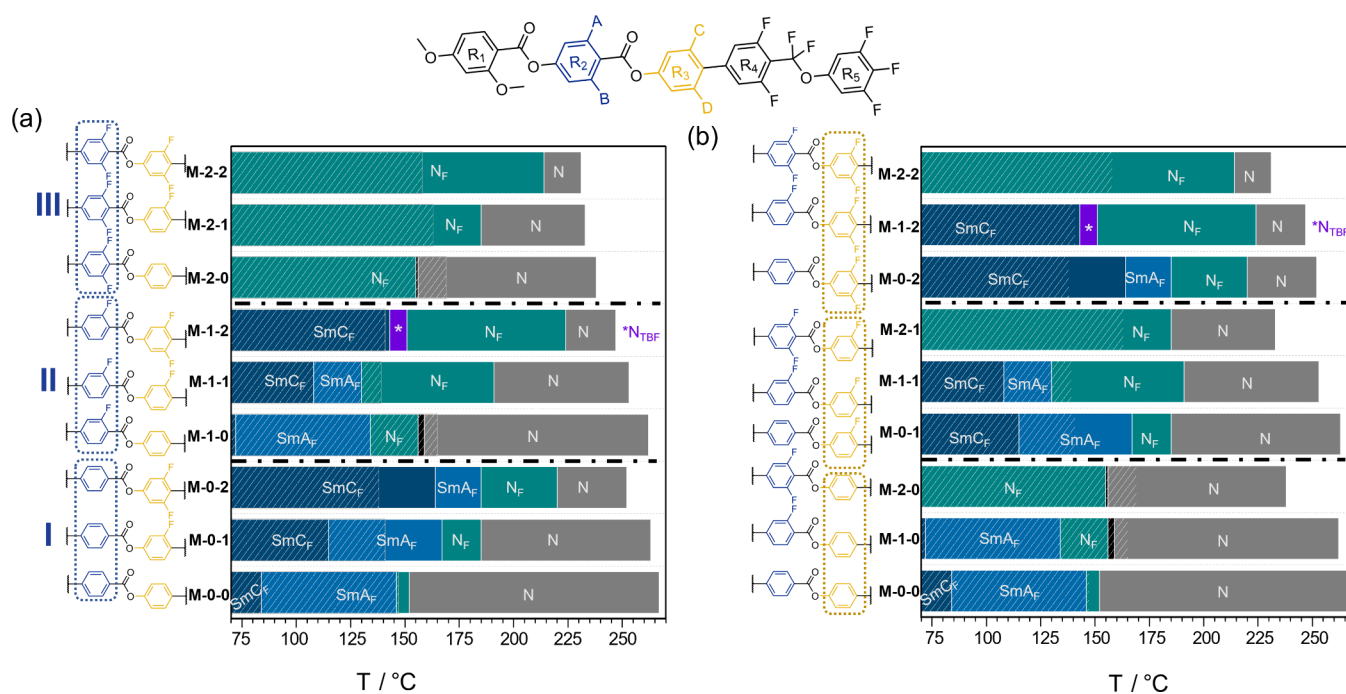 A
C
F
F
F
F
O
O
R1
R2
R3
R4
R5
O
O
O
O
F
O
F
B
D
F
F
(a)
(b)
III
M-2-2
NF
N
M-2-1
NF
N
M-2-0
NF
N
II
M-1-2
SmCF
*
NF
N
*NTBF
M-1-1
SmCF
SmAF
NF
N
M-1-0
SmAF
NF
N
I
M-0-2
SmCF
SmAF
NF
N
M-0-1
SmCF
SmAF
NF
N
M-0-0
SmCF
SmAF
N
75 100 125 150 175 200 225 250
T / °C
M-2-2
NF
N
M-1-2
SmCF
*
NF
N
*NTBF
M-0-2
SmCF
SmAF
NF
N
M-2-1
NF
N
M-1-1
SmCF
SmAF
NF
N
M-0-1
SmCF
SmAF
NF
N
M-2-0
NF
N
M-1-0
SmAF
NF
N
M-0-0
SmCF
SmAF
N
75 100 125 150 175 200 225 250
T / °C